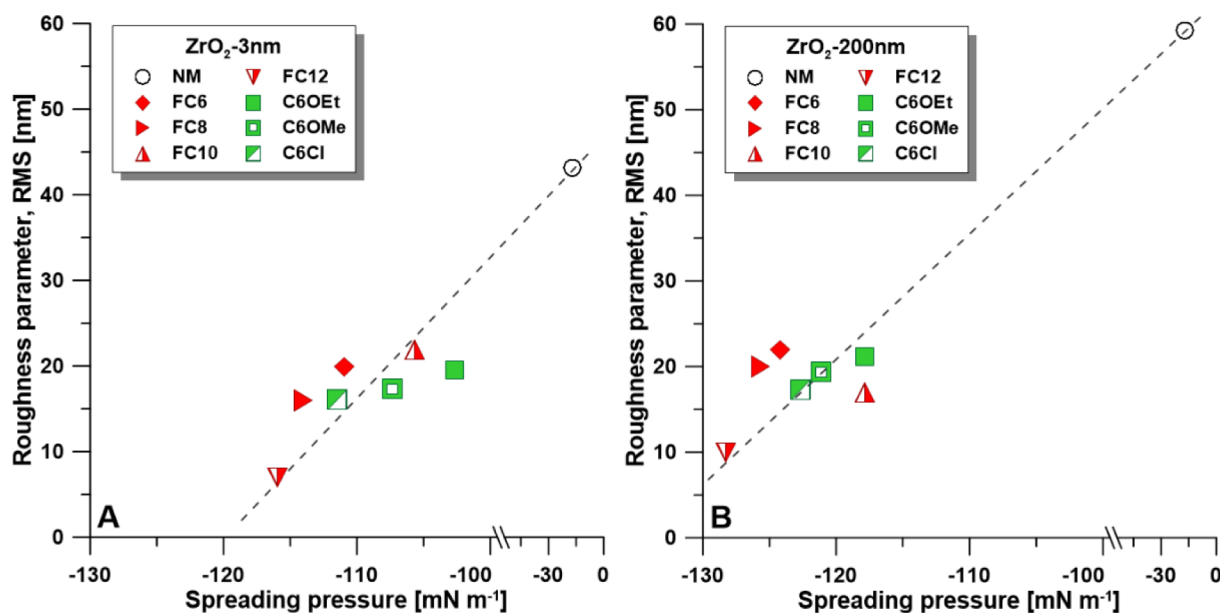 ZrO₂-3nm
NM
FC6
FC8
FC10
FC12
C6OEt
C6OMe
C6Cl
Roughness parameter, RMS [nm]
60
50
40
30
20
10
0
A
-130 -120 -110 -100 -30 0
Spreading pressure [mN m⁻¹]
ZrO₂-200nm
NM
FC6
FC8
FC10
FC12
C6OEt
C6OMe
C6Cl
Roughness parameter, RMS [nm]
60
50
40
30
20
10
0
B
-130 -120 -110 -100 -30 0
Spreading pressure [mN m⁻¹]